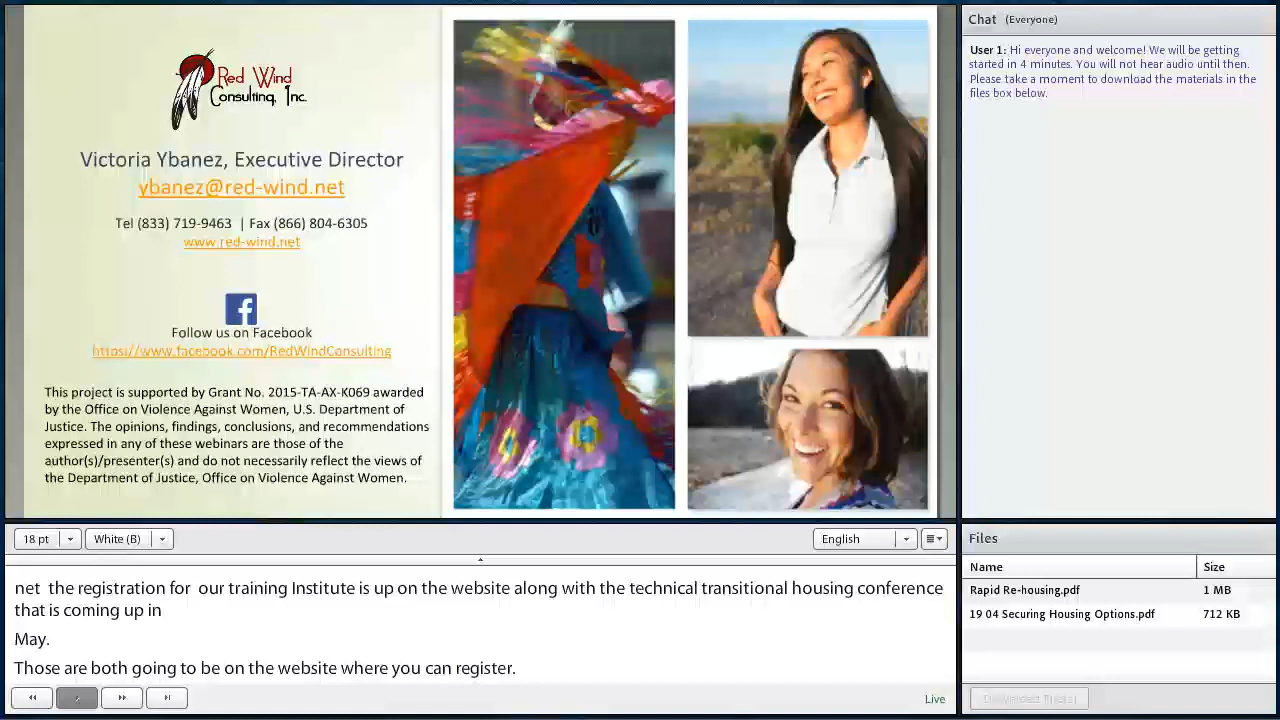 Red Wind
Consulting, Inc.
Victoria Ybanez, Executive Director
ybanez@red-wind.net
Tel (833) 719-9463 | Fax (866) 804-6305
www.red-wind.net
Follow us on Facebook
https//www.facebook.com/RedWindConsulting
This project is supported by Grant No. 2015-TA-AX-K069 awarded
by the Office on Violence Against Women, U.S. Department of
Justice. The opinions, findings, conclusions, and recommendations
expressed in any of these webinars are those of the
author(s)/presenter(s) and do not necessarily reflect the views of
the Department of Justice, Office on Violence Against Women.
18 pt
White (B)
English
net the registration for our training Institute is up on the website along with the technical transitional housing conference
that is coming up in
May.
Those are both going to be on the website where you can register.
Live
Chat (Everyone)
User 1: Hi everyone and welcome! We will be getting
started in 4 minutes. You will not hear audio until then.
Please take a moment to download the materials in the
files box below.
Files
Name Size
Rapid Re-housing.pdf 1 MB
19 04 Securing Housing Options.pdf 712 KB
Download File(s)